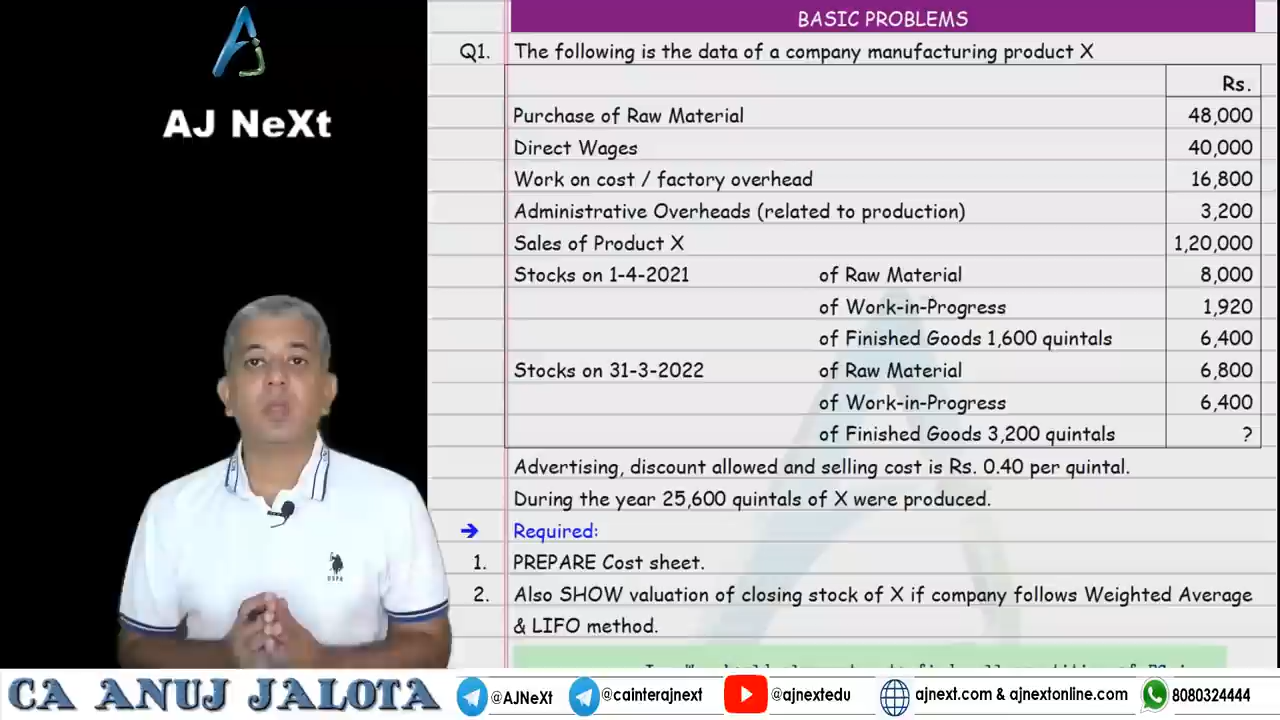 AJ NeXt
BASIC PROBLEMS
Q1. The following is the data of a company manufacturing product X
Rs.
Purchase of Raw Material 48,000
Direct Wages 40,000
Work on cost / factory overhead 16,800
Administrative Overheads (related to production) 3,200
Sales of Product X 1,20,000
Stocks on 1-4-2021 of Raw Material 8,000
of Work-in-Progress 1,920
of Finished Goods 1,600 quintals 6,400
Stocks on 31-3-2022 of Raw Material 6,800
of Work-in-Progress 6,400
of Finished Goods 3,200 quintals ?
Advertising, discount allowed and selling cost is Rs. 0.40 per quintal.
During the year 25,600 quintals of X were produced.
➔ Required:
1. PREPARE Cost sheet.
2. Also SHOW valuation of closing stock of X if company follows Weighted Average
& LIFO method.
USPA
CA ANUJ JALOTA @AJNeXt @cainterajnext @ajnextedu ajnext.com & ajnextonline.com 8080324444